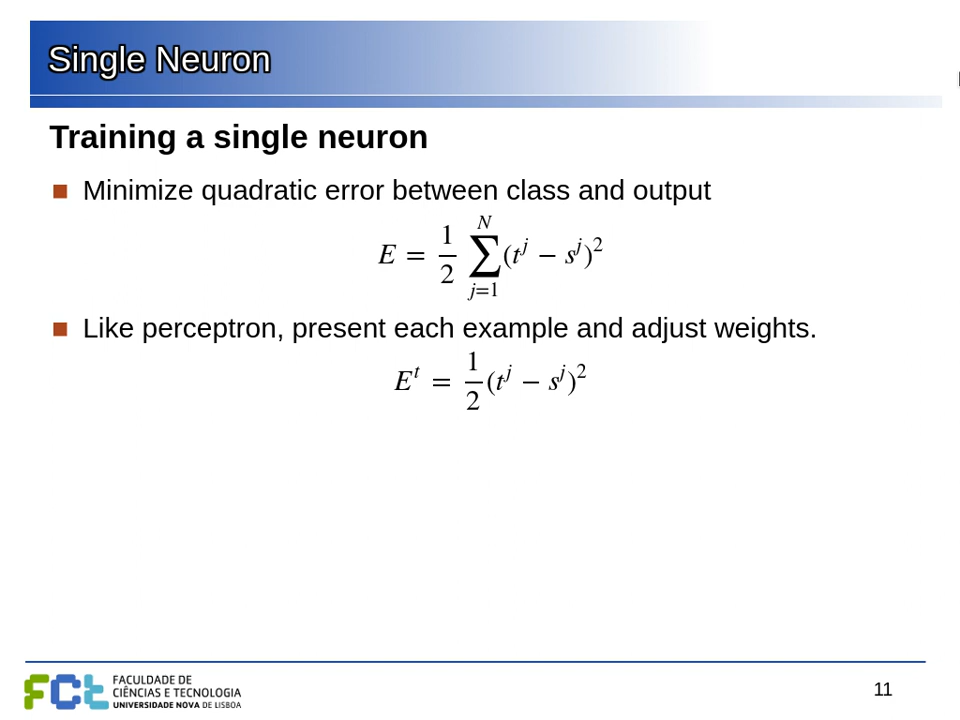 Single Neuron
Training a single neuron
Minimize quadratic error between class and output
E = 1/2 ∑_{j=1}^{N} (t^j − s^j)^2
Like perceptron, present each example and adjust weights.
E^t = 1/2 (t^j − s^j)^2
FCt FACULDADE DE
CIÊNCIAS E TECNOLOGIA
UNIVERSIDADE NOVA DE LISBOA
11